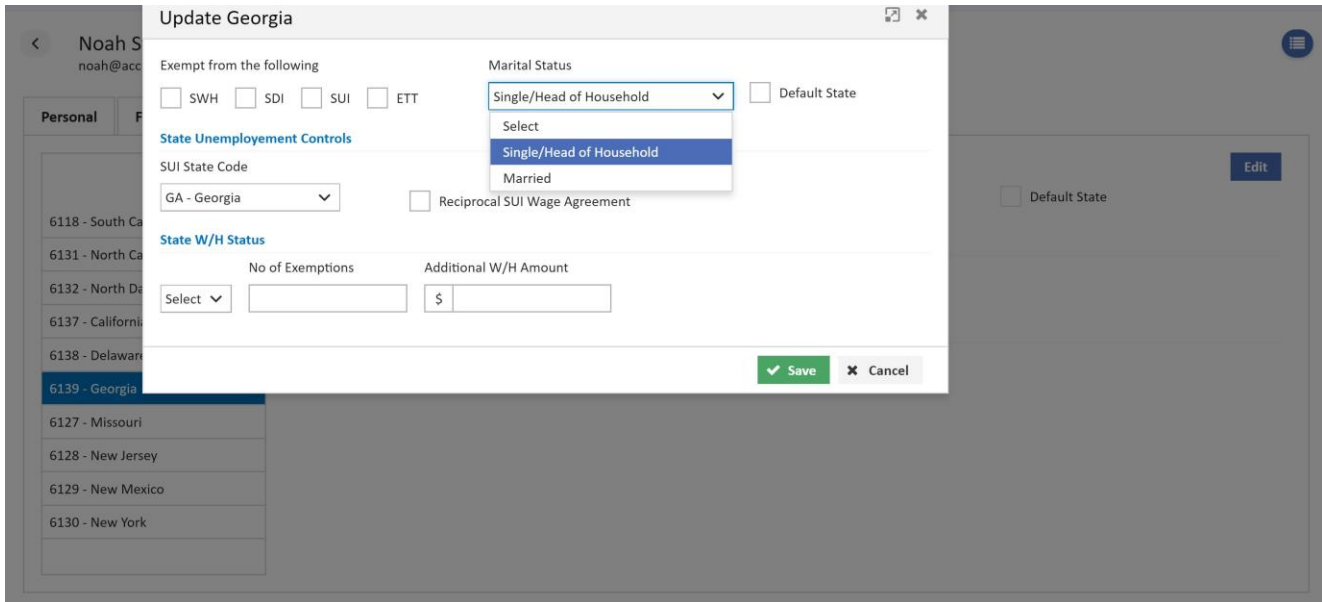 Update Georgia
Noah S
noah@acc
Exempt from the following
Marital Status
SWH SDI SUI ETT
Single/Head of Household
Default State
Select
Single/Head of Household
Married
Personal F
State Unemployement Controls
SUI State Code
GA - Georgia
Reciprocal SUI Wage Agreement
Edit
Default State
State W/H Status
No of Exemptions
Additional W/H Amount
Select
$
Save
Cancel
6118 - South Ca
6131 - North Ca
6132 - North Da
6137 - California
6138 - Delaware
6139 - Georgia
6127 - Missouri
6128 - New Jersey
6129 - New Mexico
6130 - New York